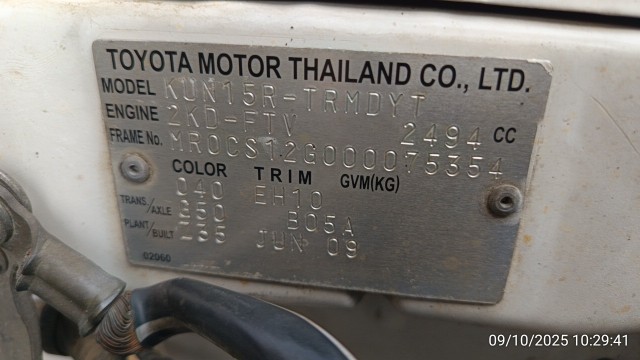 TOYOTA MOTOR THAILAND CO., LTD.
MODEL KUN15R-TRMDYT
ENGINE 2KD-FTV 2494 CC
FRAME No. MR0CS12G000075354
COLOR TRIM GVM(KG)
040 EH10
TRANS./AXLE 250 B05A
PLANT/BUILT 235 JUN 09
02060
09/10/2025 10:29:41